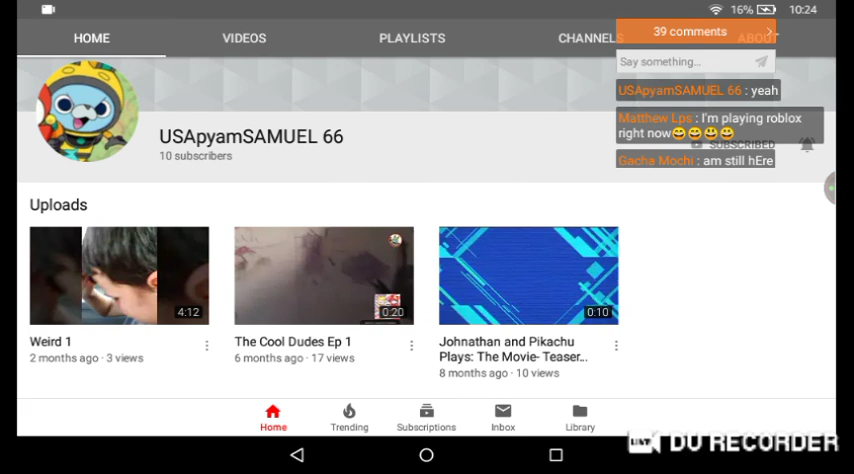 16% 10:24
HOME VIDEOS PLAYLISTS CHANNELS ABOUT
39 comments
Say something...
USApyamSAMUEL 66 : yeah
Matthew Lps : I'm playing roblox
right now😄😄😃😃
SUBSCRIBED
Gacha Mochi : am still hEre
USApyamSAMUEL 66
10 subscribers
Uploads
4:12
0:20
0:10
Weird 1
2 months ago · 3 views
The Cool Dudes Ep 1
6 months ago · 17 views
Johnathan and Pikachu
Plays: The Movie- Teaser...
8 months ago · 10 views
Home Trending Subscriptions Inbox Library
LIVE DU RECORDER